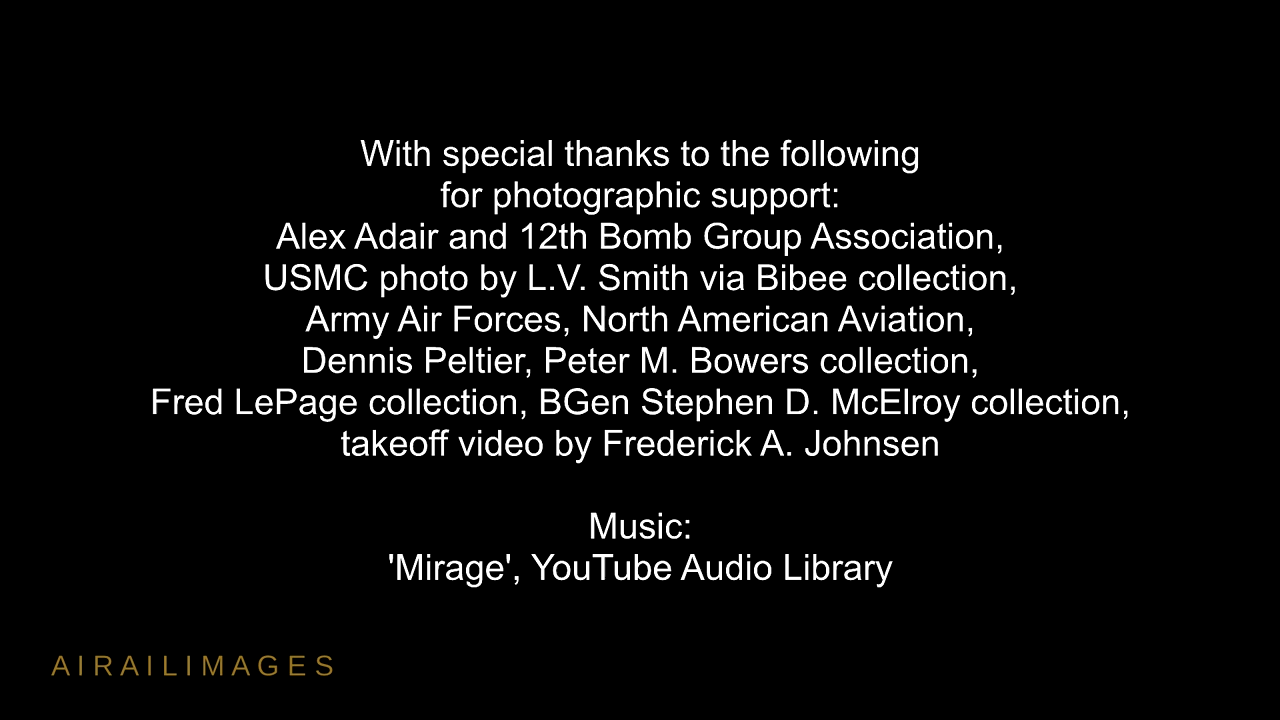 With special thanks to the following
for photographic support:
Alex Adair and 12th Bomb Group Association,
USMC photo by L.V. Smith via Bibee collection,
Army Air Forces, North American Aviation,
Dennis Peltier, Peter M. Bowers collection,
Fred LePage collection, BGen Stephen D. McElroy collection,
takeoff video by Frederick A. Johnsen
Music:
'Mirage', YouTube Audio Library
AIRAILIMAGES